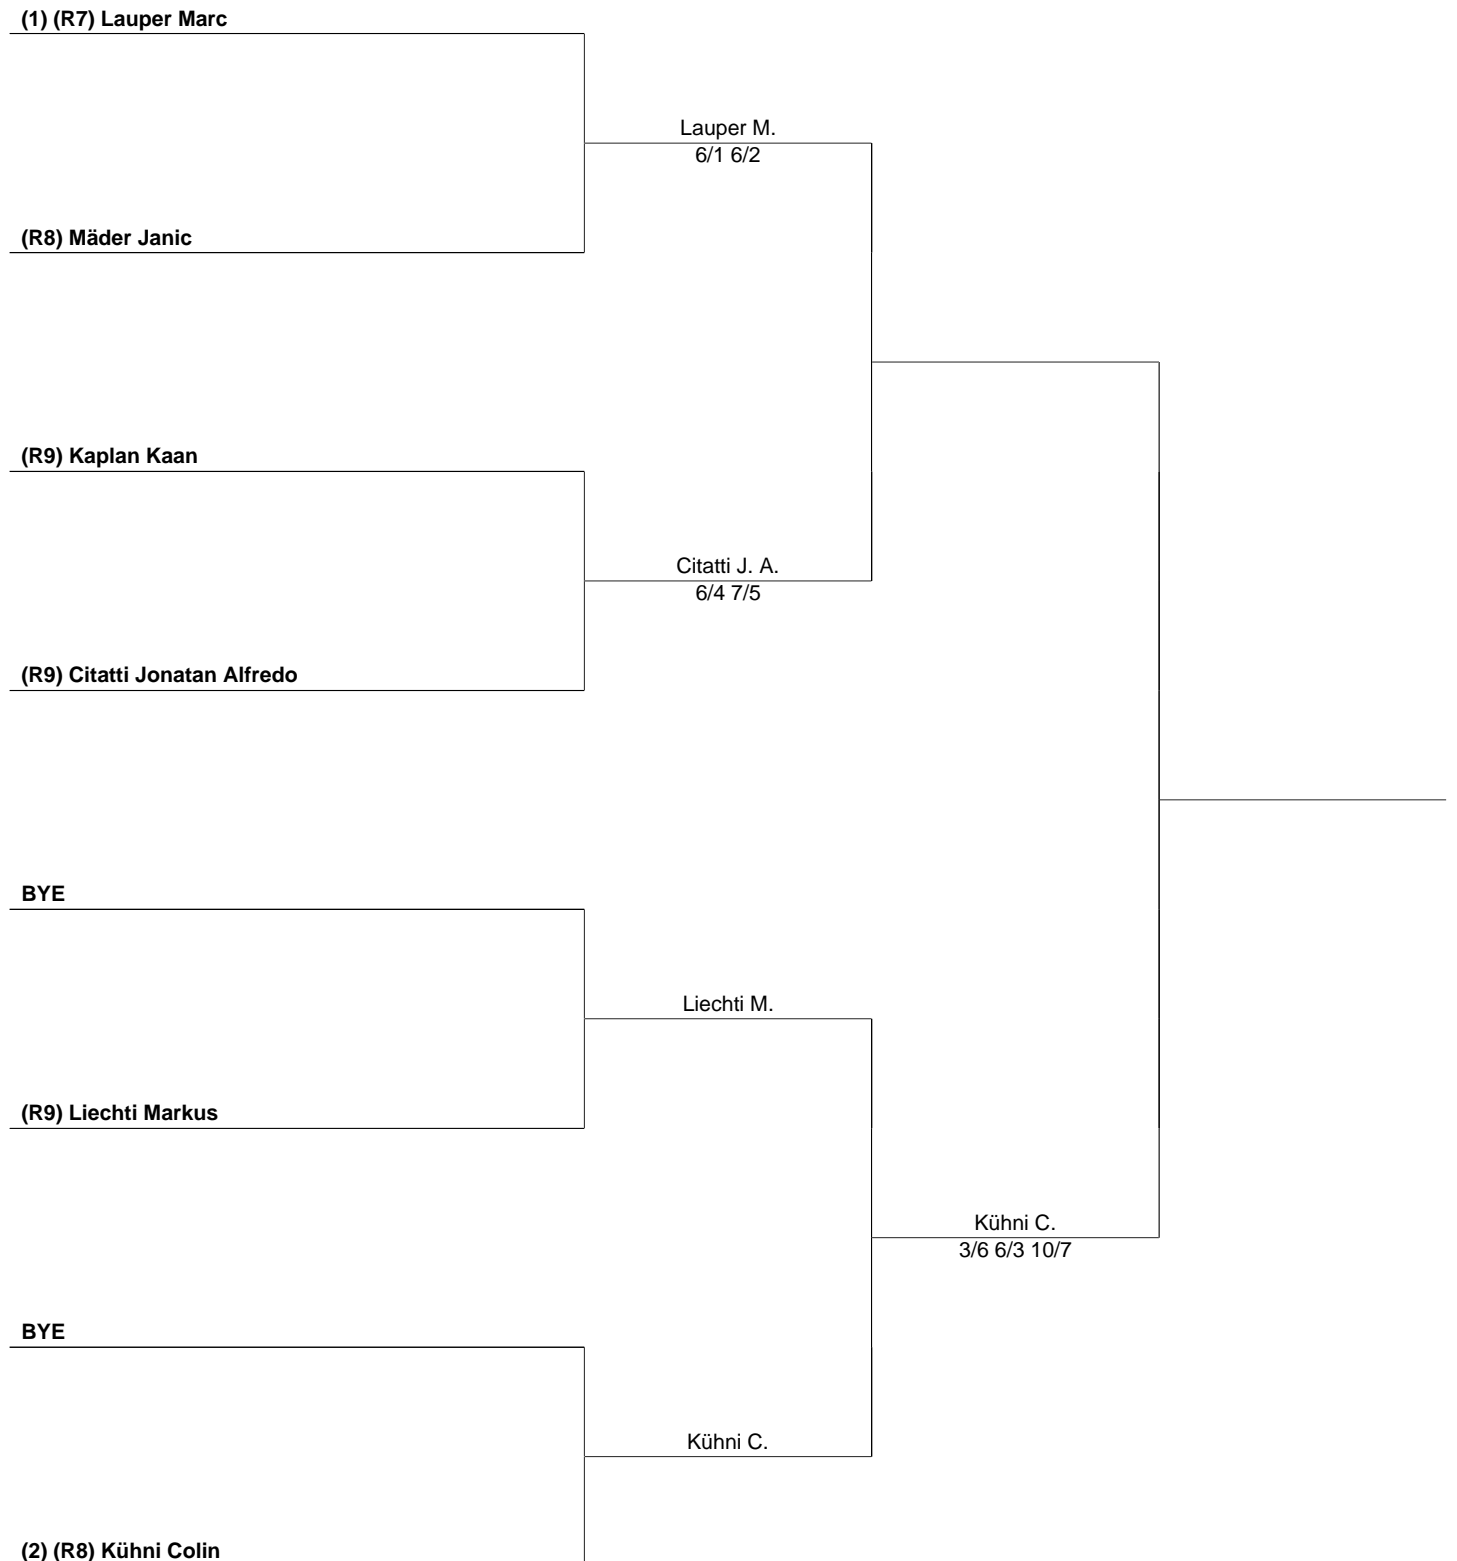 (1) (R7) Lauper Marc
Lauper M.
6/1 6/2
(R8) Mäder Janic
(R9) Kaplan Kaan
Citatti J. A.
6/4 7/5
(R9) Citatti Jonatan Alfredo
BYE
Liechti M.
(R9) Liechti Markus
Kühni C.
3/6 6/3 10/7
BYE
Kühni C.
(2) (R8) Kühni Colin